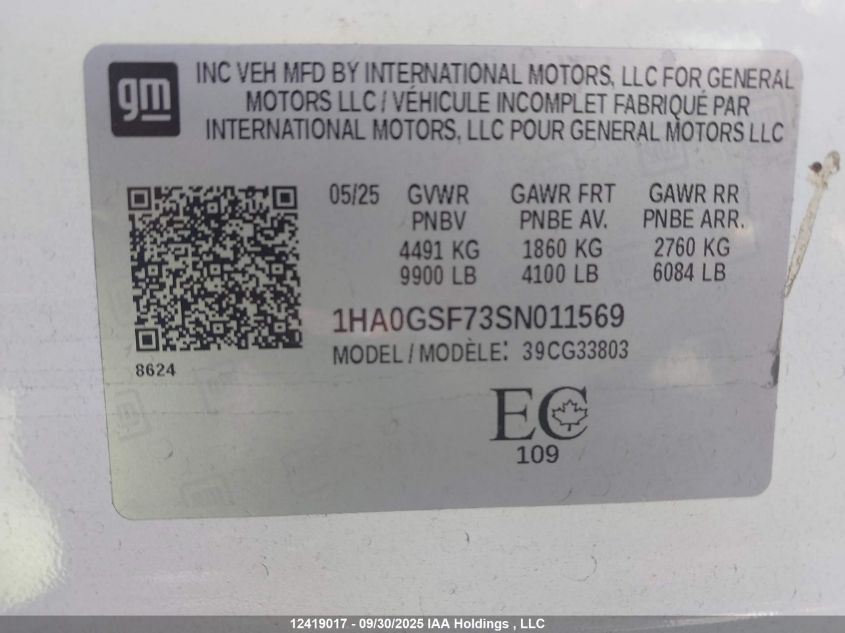 gm
INC VEH MFD BY INTERNATIONAL MOTORS, LLC FOR GENERAL
MOTORS LLC / VÉHICULE INCOMPLET FABRIQUÉ PAR
INTERNATIONAL MOTORS, LLC POUR GENERAL MOTORS LLC
05/25 GVWR GAWR FRT GAWR RR
PNBV PNBE AV. PNBE ARR.
4491 KG 1860 KG 2760 KG
9900 LB 4100 LB 6084 LB
1HA0GSF73SN011569
MODEL / MODÈLE: 39CG33803
8624
EC
109
12419017 - 09/30/2025 IAA Holdings , LLC